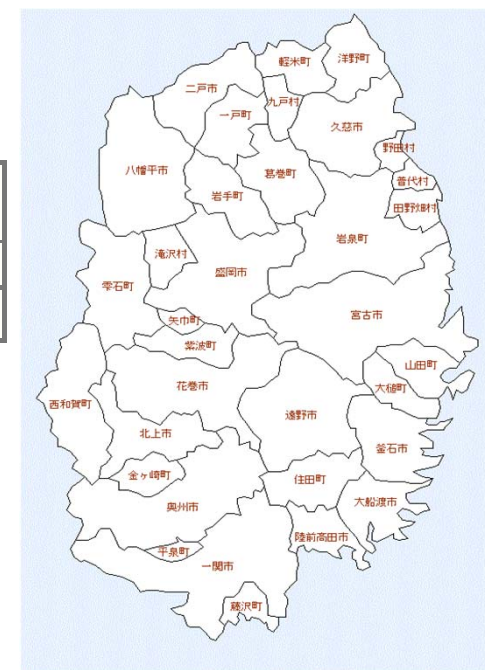 洋野町
軽米町
二戸市
九戸村
一戸町
久慈市
野田村
八幡平市
葛巻町
普代村
岩手町
田野畑村
岩泉町
滝沢村
盛岡市
雫石町
宮古市
矢巾町
紫波町
山田町
花巻市
大槌町
西和賀町
遠野市
北上市
釜石市
金ヶ崎町
住田町
大船渡市
奥州市
陸前高田市
平泉町
一関市
藤沢町